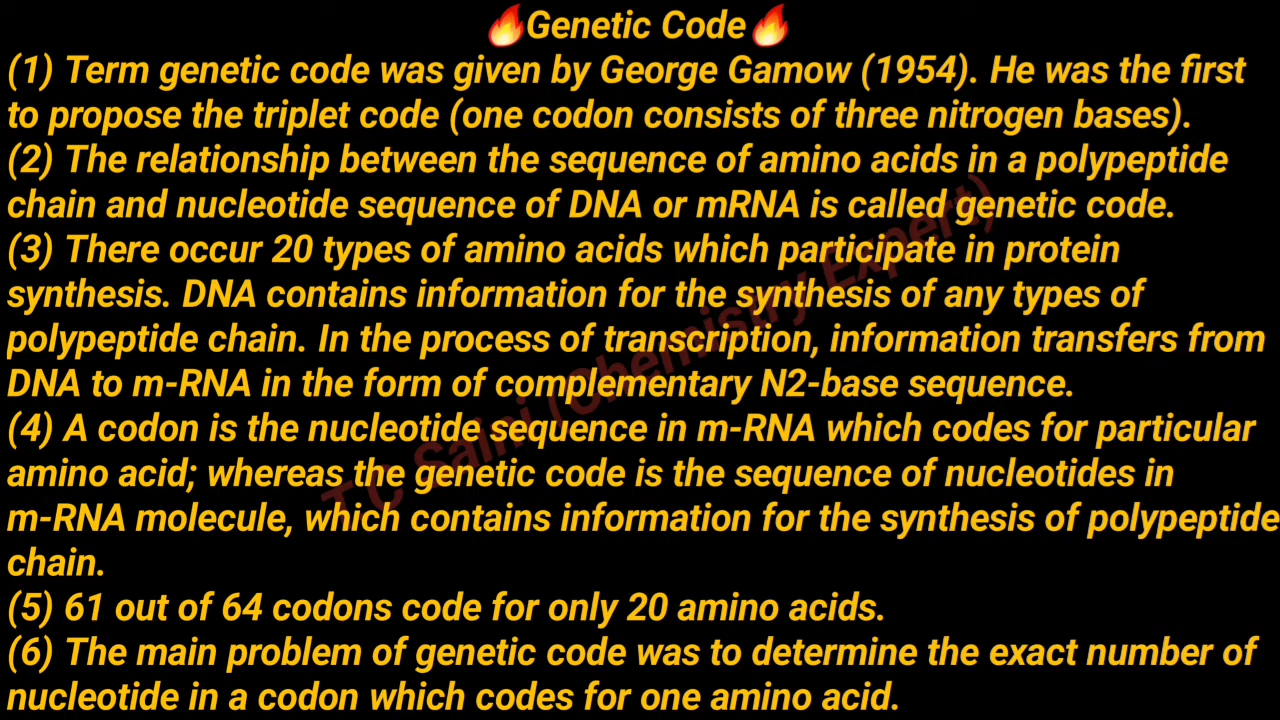 🔥Genetic Code🔥
(1) Term genetic code was given by George Gamow (1954). He was the first
to propose the triplet code (one codon consists of three nitrogen bases).
(2) The relationship between the sequence of amino acids in a polypeptide
chain and nucleotide sequence of DNA or mRNA is called genetic code.
(3) There occur 20 types of amino acids which participate in protein
synthesis. DNA contains information for the synthesis of any types of
polypeptide chain. In the process of transcription, information transfers from
DNA to m-RNA in the form of complementary N2-base sequence.
(4) A codon is the nucleotide sequence in m-RNA which codes for particular
amino acid; whereas the genetic code is the sequence of nucleotides in
m-RNA molecule, which contains information for the synthesis of polypeptide
chain.
(5) 61 out of 64 codons code for only 20 amino acids.
(6) The main problem of genetic code was to determine the exact number of
nucleotide in a codon which codes for one amino acid.
TC Saini (Chemistry Expert)